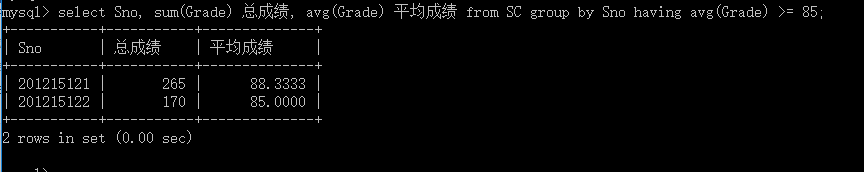 mysql> select Sno, sum(Grade) 总成绩, avg(Grade) 平均成绩 from SC group by Sno having avg(Grade) >= 85;
+-----------+-----------+--------------+
| Sno       | 总成绩    | 平均成绩     |
+-----------+-----------+--------------+
| 201215121 |       265 |      88.3333 |
| 201215122 |       170 |      85.0000 |
+-----------+-----------+--------------+
2 rows in set (0.00 sec)